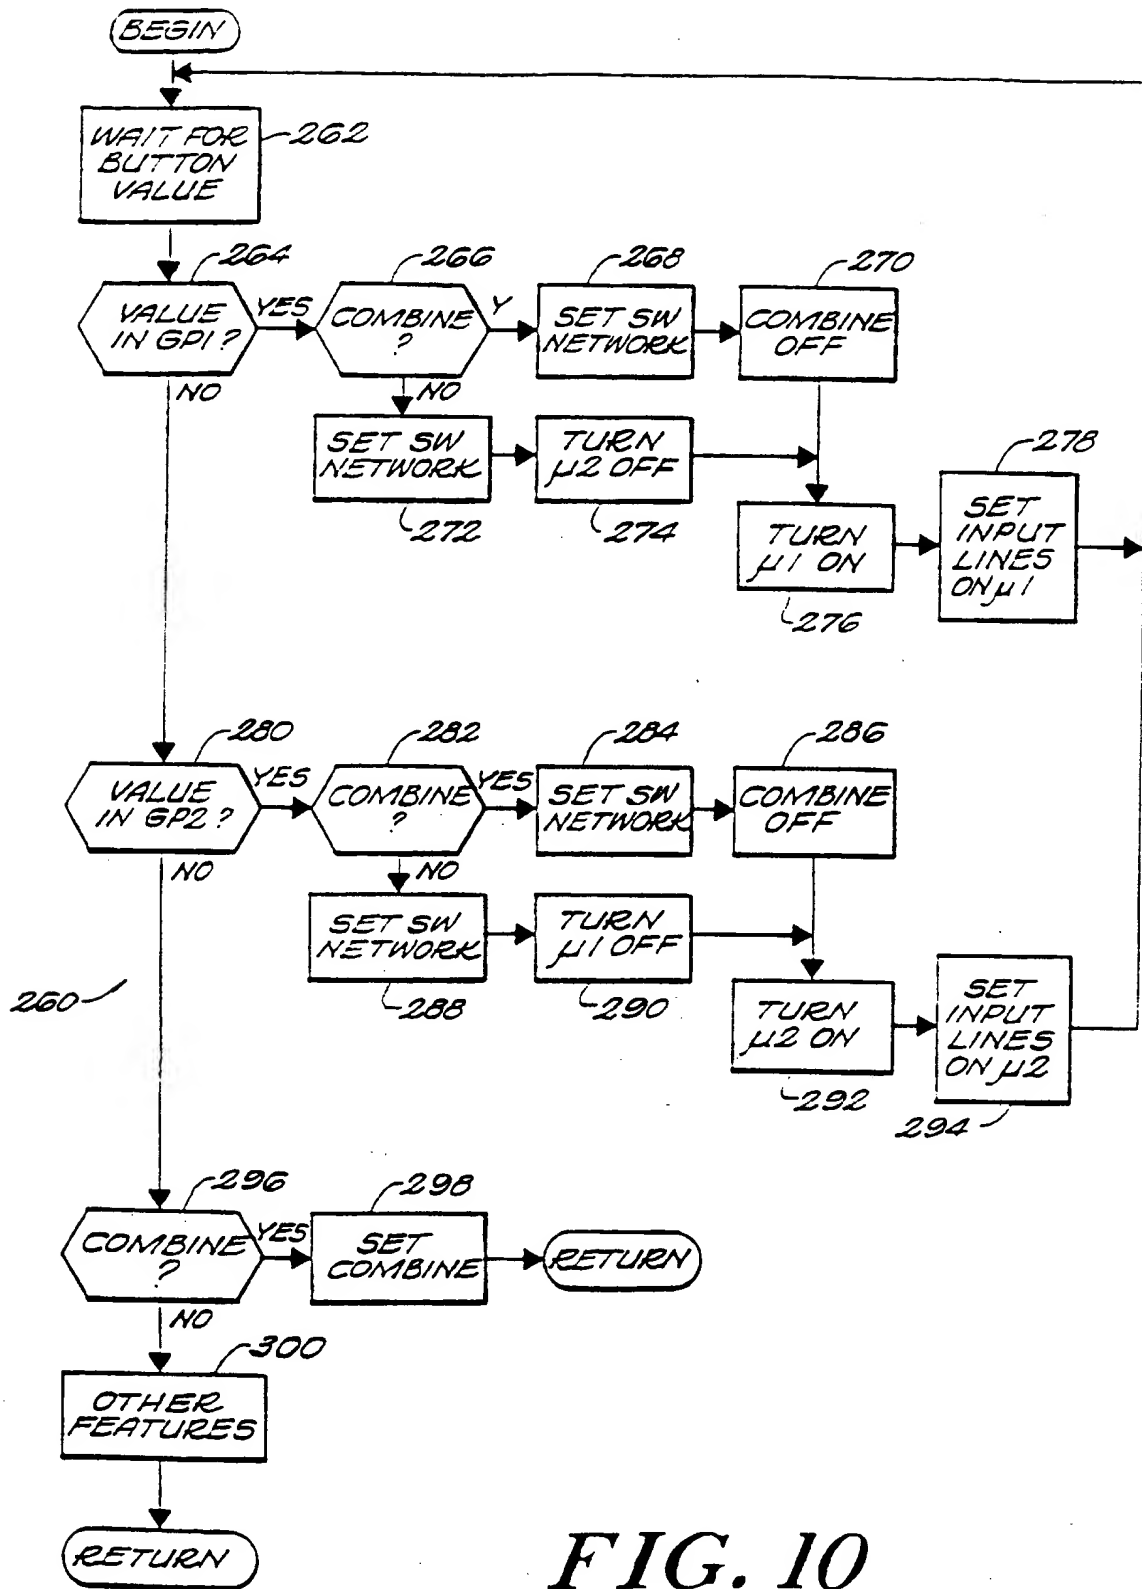 BEGIN
WAIT FOR
BUTTON
VALUE
262
264
VALUE
IN GP1?
YES
NO
266
COMBINE
?
Y
NO
268
SET SW
NETWORK
270
COMBINE
OFF
SET SW
NETWORK
272
TURN
μ2 OFF
274
TURN
μ1 ON
276
278
SET
INPUT
LINES
ON μ1
280
VALUE
IN GP2?
YES
NO
282
COMBINE
?
YES
NO
284
SET SW
NETWORK
286
COMBINE
OFF
SET SW
NETWORK
288
TURN
μ1 OFF
290
TURN
μ2 ON
292
SET
INPUT
LINES
ON μ2
294
260
296
COMBINE
?
YES
NO
298
SET
COMBINE
RETURN
300
OTHER
FEATURES
RETURN
FIG. 10